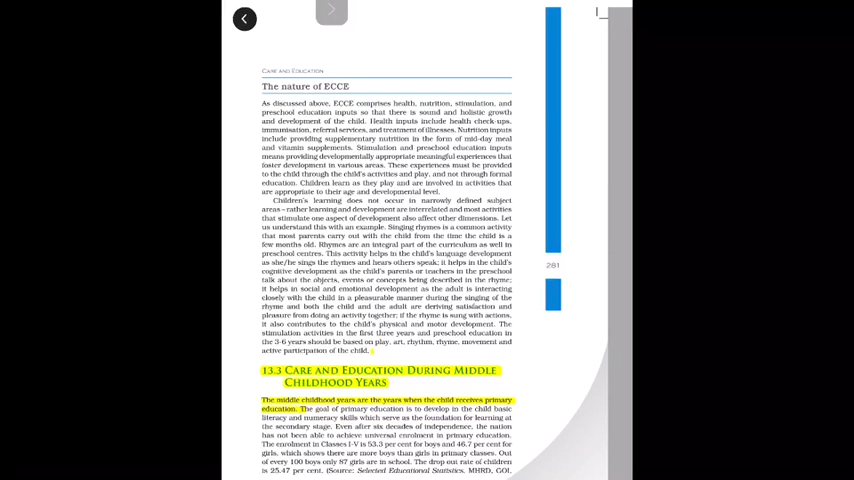 CARE AND EDUCATION
The nature of ECCE
As discussed above, ECCE comprises health, nutrition, stimulation, and
preschool education inputs so that there is sound and holistic growth
and development of the child. Health inputs include health check-ups,
immunisation, referral services, and treatment of illnesses. Nutrition inputs
include providing supplementary nutrition in the form of mid-day meal
and vitamin supplements. Stimulation and preschool education inputs
means providing developmentally appropriate meaningful experiences that
foster development in various areas. These experiences must be provided
to the child through the child's activities and play, and not through formal
education. Children learn as they play and are involved in activities that
are appropriate to their age and developmental level.
Children's learning does not occur in narrowly defined subject
areas – rather learning and development are interrelated and most activities
that stimulate one aspect of development also affect other dimensions. Let
us understand this with an example. Singing rhymes is a common activity
that most parents carry out with the child from the time the child is a
few months old. Rhymes are an integral part of the curriculum as well in
preschool centres. This activity helps in the child's language development
as she/he sings the rhymes and hears others speak; it helps in the child's
cognitive development as the child's parents or teachers in the preschool
talk about the objects, events or concepts being described in the rhyme;
it helps in social and emotional development as the adult is interacting
closely with the child in a pleasurable manner during the singing of the
rhyme and both the child and the adult are deriving satisfaction and
pleasure from doing an activity together; if the rhyme is sung with actions,
it also contributes to the child's physical and motor development. The
stimulation activities in the first three years and preschool education in
the 3-6 years should be based on play, art, rhythm, rhyme, movement and
active participation of the child.
281
13.3 CARE AND EDUCATION DURING MIDDLE
CHILDHOOD YEARS
The middle childhood years are the years when the child receives primary
education. The goal of primary education is to develop in the child basic
literacy and numeracy skills which serve as the foundation for learning at
the secondary stage. Even after six decades of independence, the nation
has not been able to achieve universal enrolment in primary education.
The enrolment in Classes I-V is 53.3 per cent for boys and 46.7 per cent for
girls, which shows there are more boys than girls in primary classes. Out
of every 100 boys only 87 girls are in school. The drop out rate of children
is 25.47 per cent. (Source: Selected Educational Statistics, MHRD, GOI,